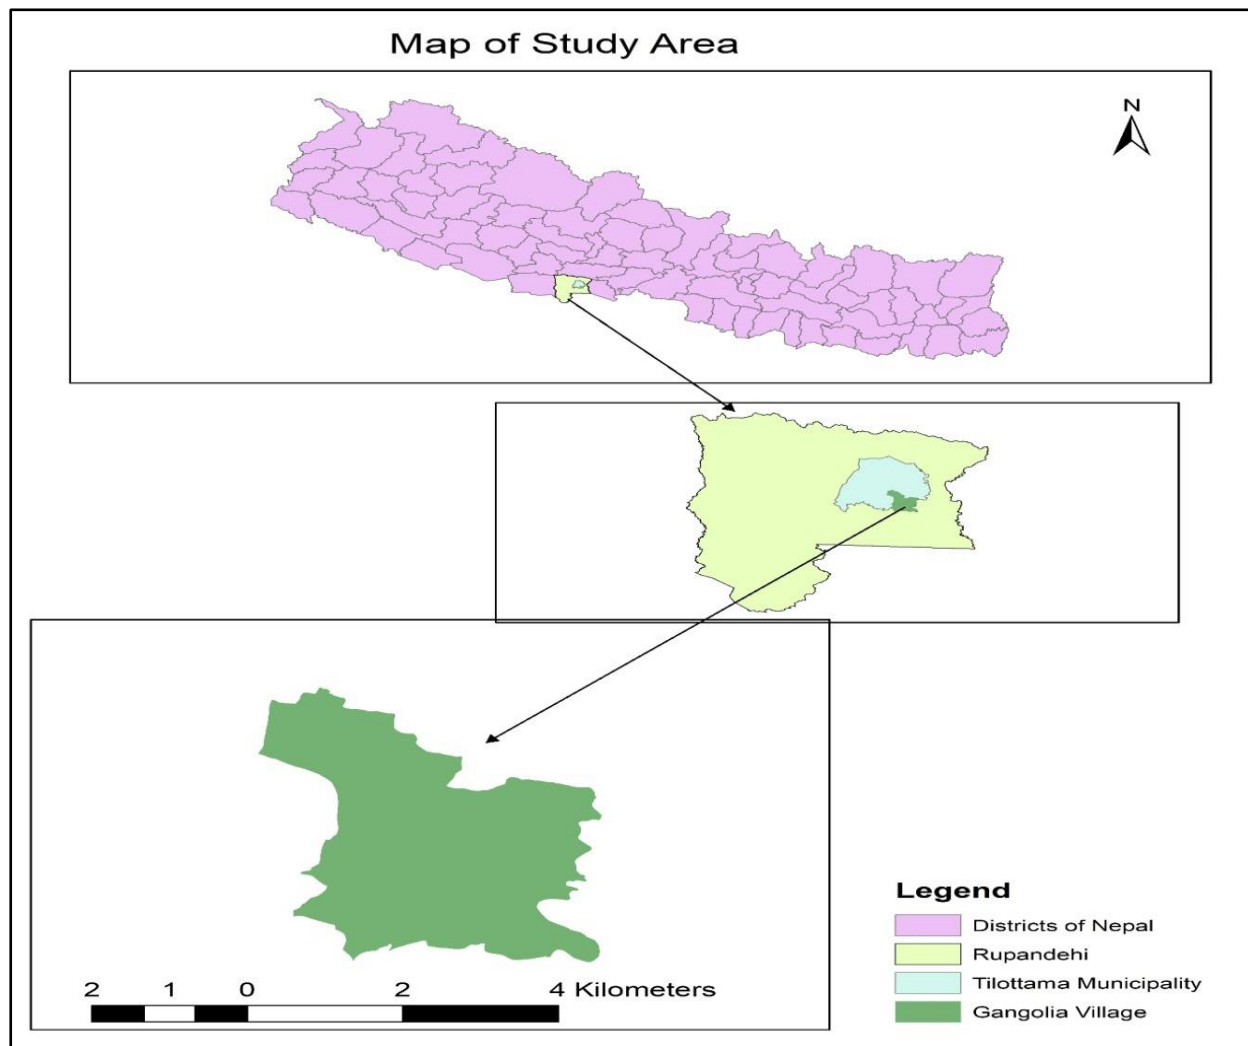 Map of Study Area
N
2 1 0 2 4 Kilometers
Legend
Districts of Nepal
Rupandehi
Tilottama Municipality
Gangolia Village